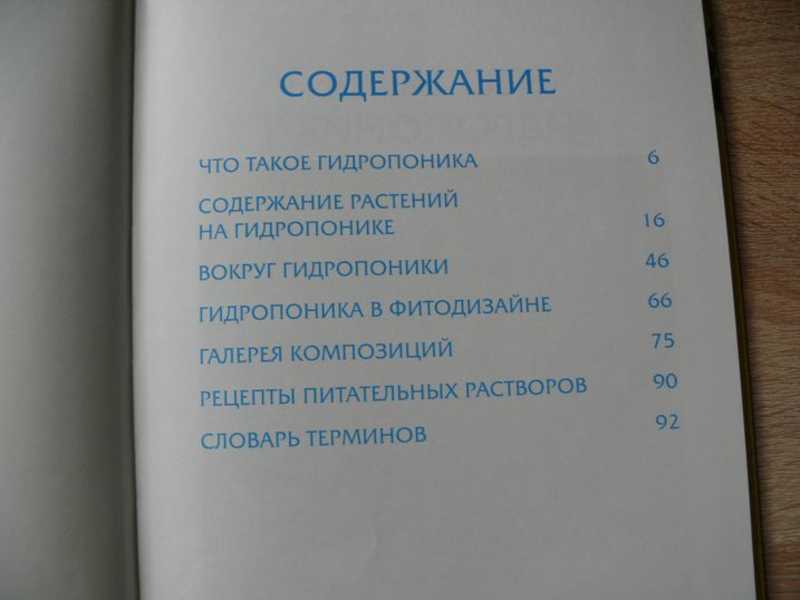 СОДЕРЖАНИЕ
ЧТО ТАКОЕ ГИДРОПОНИКА 6
СОДЕРЖАНИЕ РАСТЕНИЙ
НА ГИДРОПОНИКЕ 16
ВОКРУГ ГИДРОПОНИКИ 46
ГИДРОПОНИКА В ФИТОДИЗАЙНЕ 66
ГАЛЕРЕЯ КОМПОЗИЦИЙ 75
РЕЦЕПТЫ ПИТАТЕЛЬНЫХ РАСТВОРОВ 90
СЛОВАРЬ ТЕРМИНОВ 92